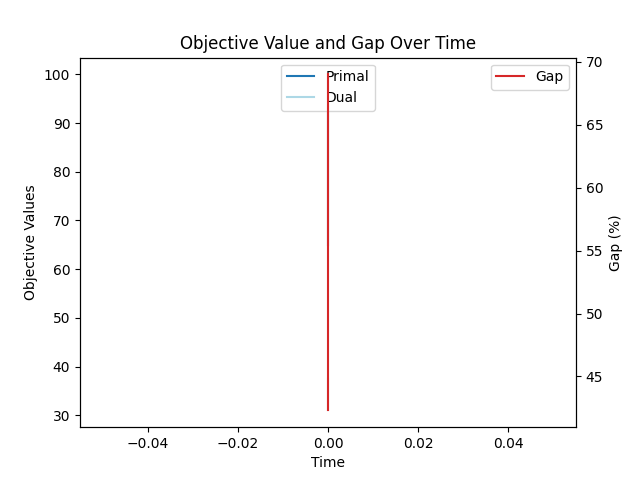 Objective Value and Gap Over Time
Primal
Dual
Gap
100
90
80
70
60
50
40
30
Objective Values
70
65
60
55
50
45
Gap (%)
−0.04
−0.02
0.00
0.02
0.04
Time